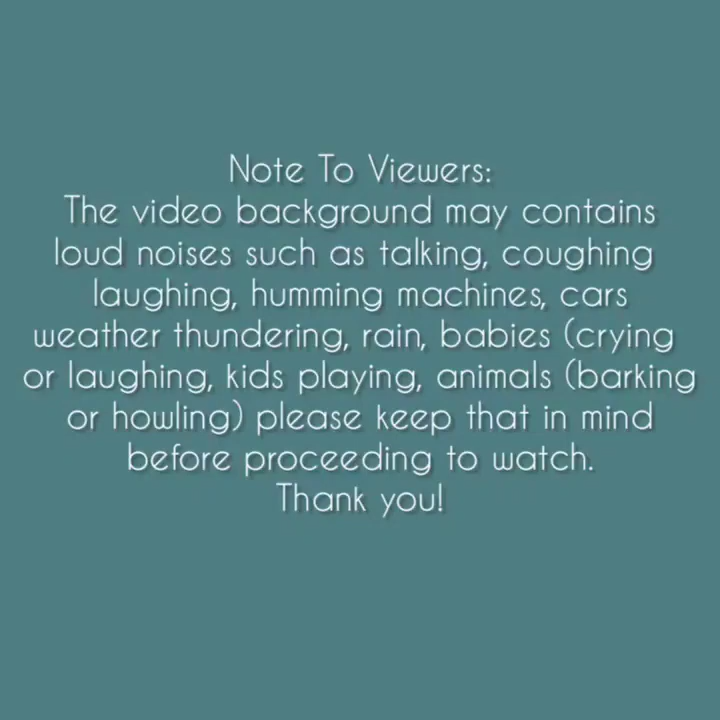 Note To Viewers:
The video background may contains
loud noises such as talking, coughing
laughing, humming machines, cars
weather thundering, rain, babies (crying
or laughing, kids playing, animals (barking
or howling) please keep that in mind
before proceeding to watch.
Thank you!